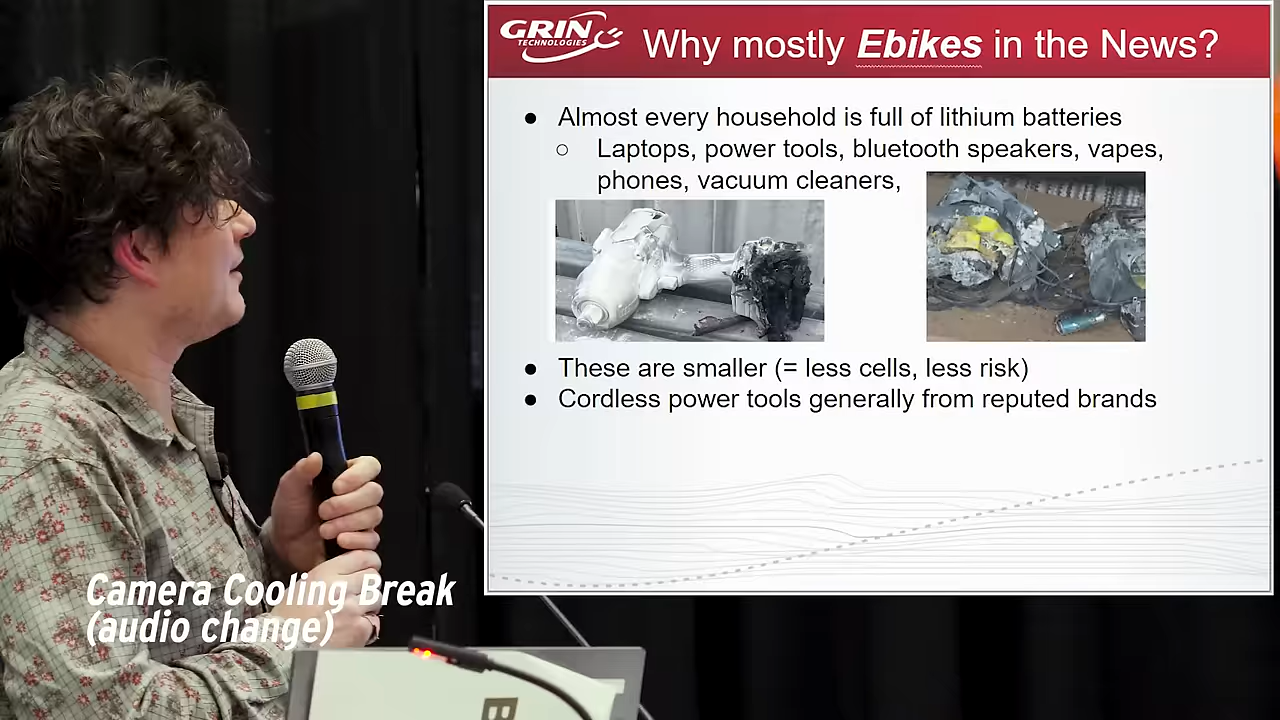 GRIN
TECHNOLOGIES
Why mostly Ebikes in the News?
● Almost every household is full of lithium batteries
○ Laptops, power tools, bluetooth speakers, vapes,
phones, vacuum cleaners,
● These are smaller (= less cells, less risk)
● Cordless power tools generally from reputed brands
Camera Cooling Break
(audio change)